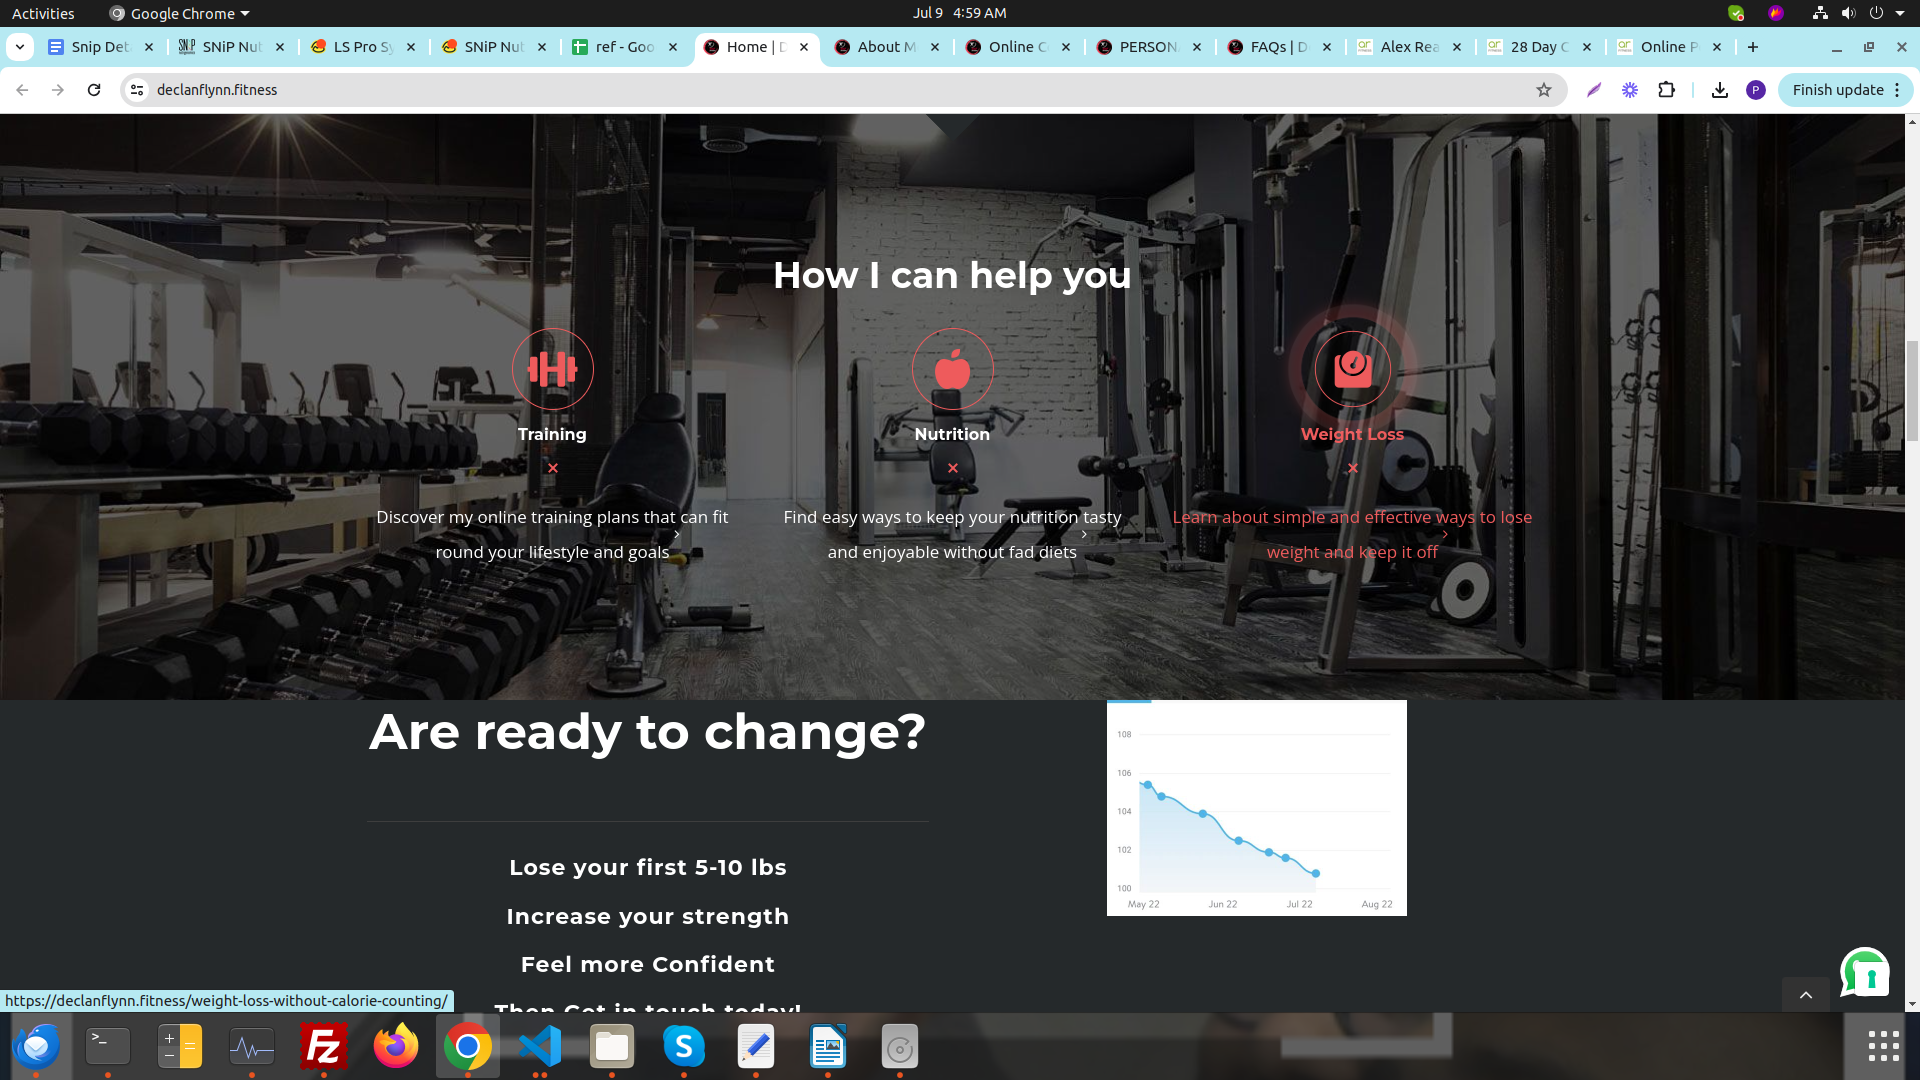 Activities
Google Chrome
Jul 9 4:59 AM
Snip Det
SNiP Nut
LS Pro Sy
SNiP Nut
ref - Goo
Home | D
About M
Online C
PERSONA
FAQs | D
Alex Rea
28 Day C
Online P
declanflynn.fitness
P
Finish update
How I can help you
Training
Nutrition
Weight Loss
Discover my online training plans that can fit
round your lifestyle and goals
Find easy ways to keep your nutrition tasty
and enjoyable without fad diets
Learn about simple and effective ways to lose
weight and keep it off
Are ready to change?
108
106
104
102
100
May 22
Jun 22
Jul 22
Aug 22
Lose your first 5-10 lbs
Increase your strength
Feel more Confident
Then Get in touch today!
https://declanflynn.fitness/weight-loss-without-calorie-counting/